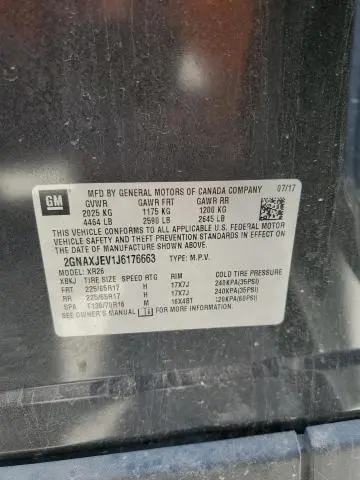 GM
MFD BY GENERAL MOTORS OF CANADA COMPANY 07/17
GVWR GAWR FRT GAWR RR
2025 KG 1175 KG 1200 KG
4464 LB 2590 LB 2645 LB
THIS VEHICLE CONFORMS TO ALL APPLICABLE U.S. FEDERAL
MOTOR VEHICLE SAFETY AND THEFT PREVENTION STANDARDS IN EFFECT ON
THE DATE OF MANUFACTURE SHOWN ABOVE.
2GNAXJEV1J6176663 TYPE: M.P.V.
MODEL: XR26
XBKJ TIRE SIZE SPEED RTG RIM COLD TIRE PRESSURE
FRT 225/65R17 H 17X7J 240KPA(35PSI)
RR 225/65R17 H 17X7J 240KPA(35PSI)
SPA T135/70R16 M 16X4BT 420KPA(60PSI)
SEE OWNER'S MANUAL FOR ADDITIONAL INFORMATION.